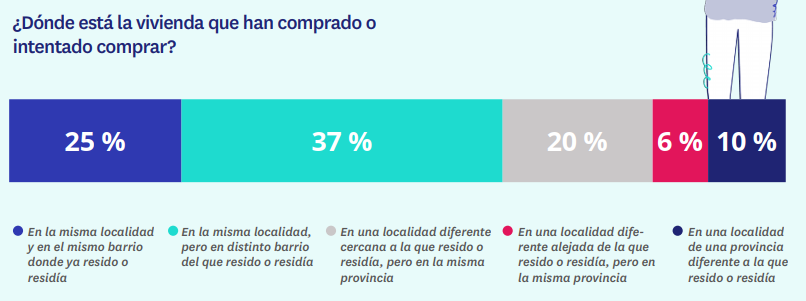 ¿Dónde está la vivienda que han comprado o
intentado comprar?
25 %
37 %
20 %
6 %
10 %
En la misma localidad
y en el mismo barrio
donde ya resido o
residía
En la misma localidad,
pero en distinto barrio
del que resido o residía
En una localidad diferente
cercana a la que resido o
residía, pero en la misma
provincia
En una localidad dife-
rente alejada de la que
resido o residía, pero en
la misma provincia
En una localidad
de una provincia
diferente a la que
resido o residía